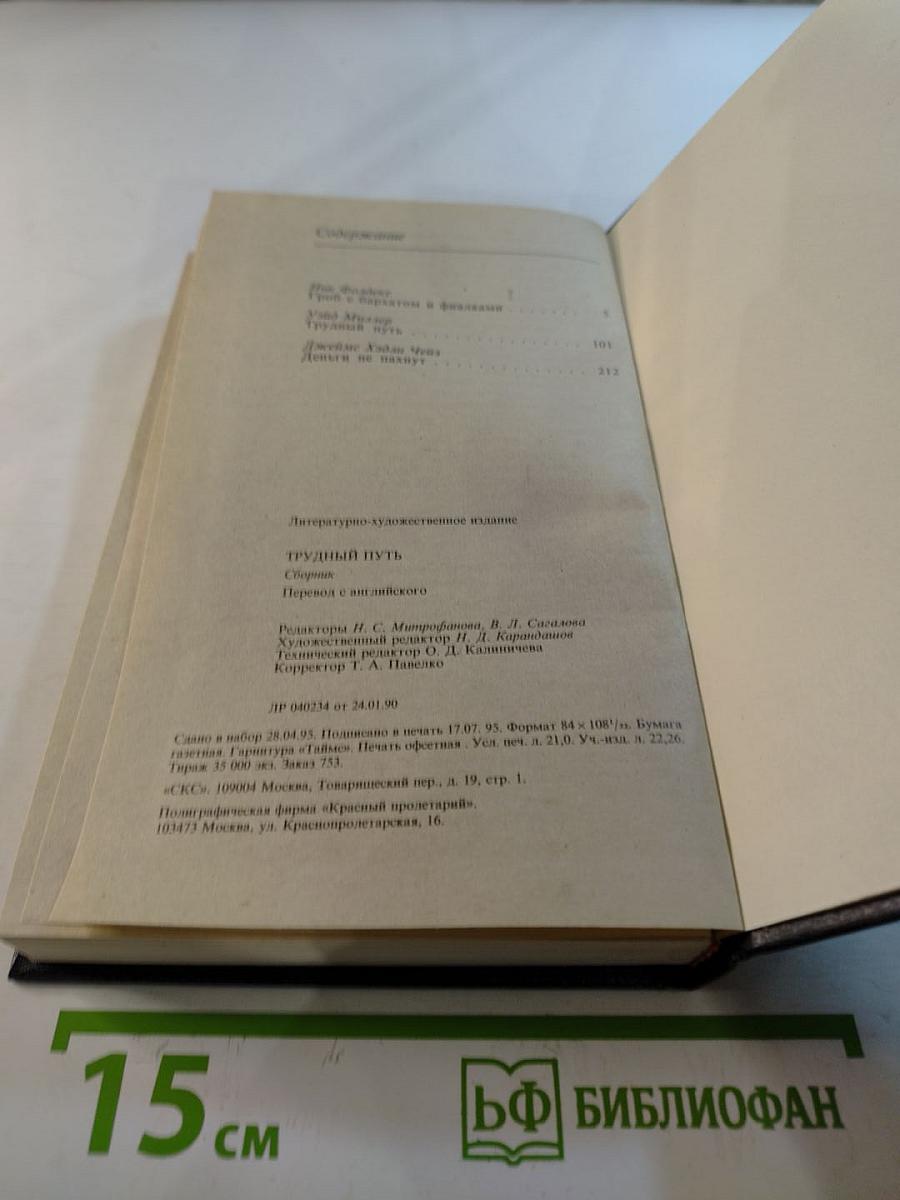 Содержание
Ник
Гроб с бархатом и фиалками . . . . . . . . 5
Уэйд Миллер
Трудный путь . . . . . . . . . . . . . . . . . 101
Джеймс Хэдли Чейз
Деньги не пахнут . . . . . . . . . . . . . . . 212
Литературно-художественное издание
ТРУДНЫЙ ПУТЬ
Сборник
Перевод с английского
Редакторы Н. С. Митрофанова, В. Л. Сагалова
Художественный редактор Н. Д. Карандашов
Технический редактор О. Д. Калиничева
Корректор Т. А. Павелко
ЛР 040234 от 24.01.90
Сдано в набор 28.04.95. Подписано в печать 17.07. 95. Формат 84 × 108¹/₃₂. Бумага
газетная. Гарнитура «Таймс». Печать офсетная . Усл. печ. л. 21,0. Уч.-изд. л. 22,26.
Тираж 35 000 экз. Заказ 753.
«СКС». 109004 Москва, Товарищеский пер., д. 19, стр. 1.
Полиграфическая фирма «Красный пролетарий».
103473 Москва, ул. Краснопролетарская, 16.
15 см
БФ БИБЛИОФАН